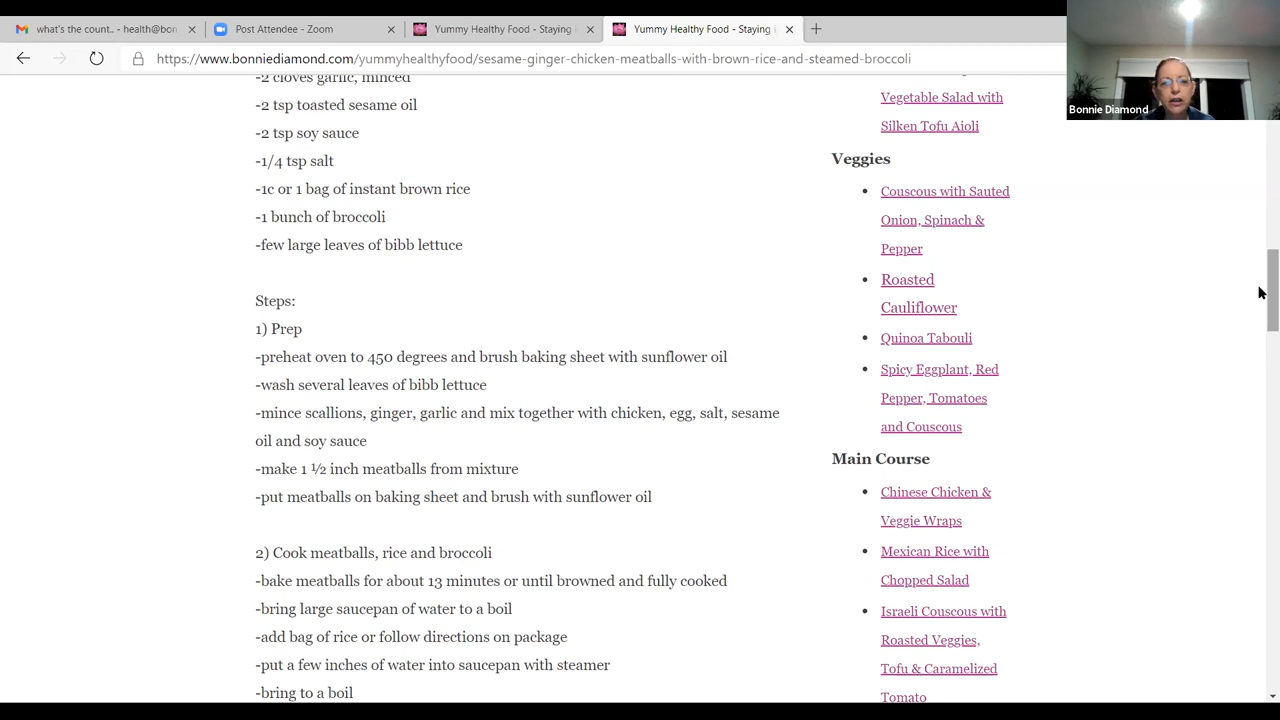 what's the count.. - health@bon
Post Attendee - Zoom
Yummy Healthy Food - Staying
Yummy Healthy Food - Staying
https://www.bonniediamond.com/yummyhealthyfood/sesame-ginger-chicken-meatballs-with-brown-rice-and-steamed-broccoli
Bonnie Diamond
-2 cloves garlic, minced
-2 tsp toasted sesame oil
-2 tsp soy sauce
-1/4 tsp salt
-1c or 1 bag of instant brown rice
-1 bunch of broccoli
-few large leaves of bibb lettuce
Steps:
1) Prep
-preheat oven to 450 degrees and brush baking sheet with sunflower oil
-wash several leaves of bibb lettuce
-mince scallions, ginger, garlic and mix together with chicken, egg, salt, sesame
oil and soy sauce
-make 1 ½ inch meatballs from mixture
-put meatballs on baking sheet and brush with sunflower oil
2) Cook meatballs, rice and broccoli
-bake meatballs for about 13 minutes or until browned and fully cooked
-bring large saucepan of water to a boil
-add bag of rice or follow directions on package
-put a few inches of water into saucepan with steamer
-bring to a boil
Vegetable Salad with
Silken Tofu Aioli
Veggies
Couscous with Sauted
Onion, Spinach &
Pepper
Roasted
Cauliflower
Quinoa Tabouli
Spicy Eggplant, Red
Pepper, Tomatoes
and Couscous
Main Course
Chinese Chicken &
Veggie Wraps
Mexican Rice with
Chopped Salad
Israeli Couscous with
Roasted Veggies,
Tofu & Caramelized
Tomato